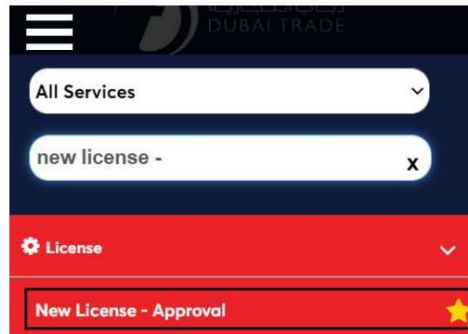 DUBAI TRADE
All Services
new license -
x
License
New License - Approval